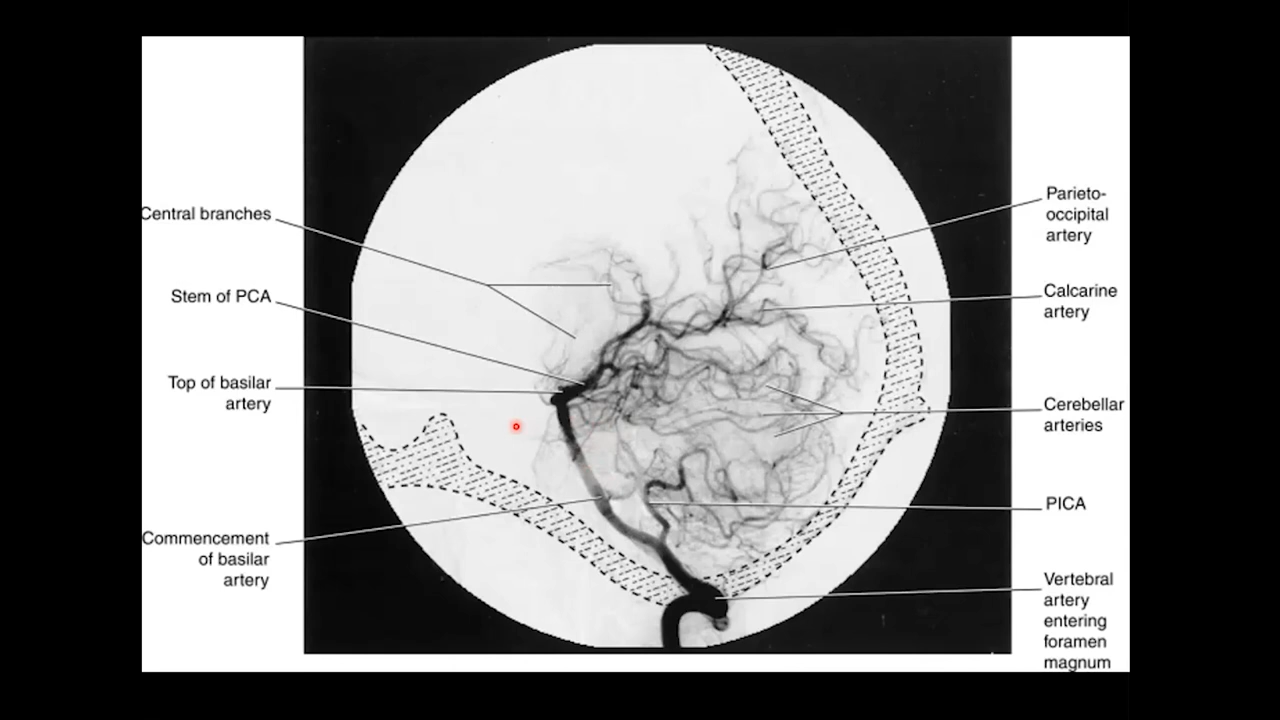 Central branches
Stem of PCA
Top of basilar
artery
Commencement
of basilar
artery
Parieto-
occipital
artery
Calcarine
artery
Cerebellar
arteries
PICA
Vertebral
artery
entering
foramen
magnum